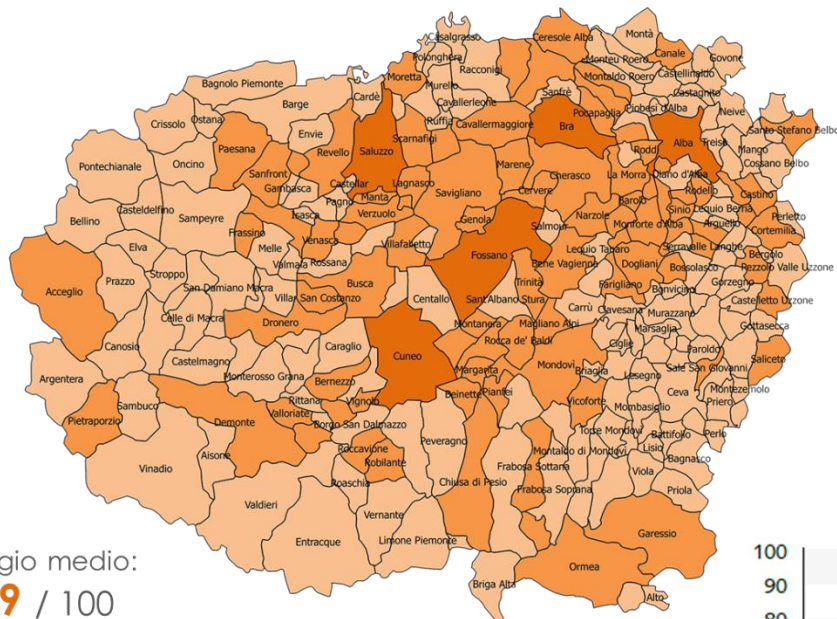 Casalgrasso
Polonghera
Ceresole Alba
Montà
Canale
Govone
Monteu Roero
Racconigi
Montaldo Roero
Castellinaldo
Moretta
Murello
Bagnolo Piemonte
Sanfrè
Castagnito
Cardè
Cavallerleone
Barge
Pocapaglia
Piobesi d'Alba
Neive
Ostana
Ruffia
Cavallermaggiore
Crissolo
Envie
Bra
Santo Stefano Belbo
Scarnafigi
Alba
Treiso
Paesana
Revello
Saluzzo
Roddi
Mango
Oncino
Marene
Cossano Belbo
Pontechianale
Sanfront
Cherasco
La Morra
Diano d'Alba
Castellar
Lagnasco
Gambasca
Cervere
Rodello
Savigliano
Castino
Manta
Pagno
Barolo
Casteldelfino
Verzuolo
Sinio
Lequio Berria
Isasca
Narzole
Perletto
Bellino
Sampeyre
Genola
Salmour
Monforte d'Alba
Arguello
Frassino
Cortemilia
Venasca
Villafalletto
Elva
Melle
Lequio Tanaro
Serravalle Langhe
Fossano
Bergolo
Valmala
Rossana
Bene Vagienna
Dogliani
Bossolasco
Pezzolo Valle Uzzone
Stroppo
Prazzo
Busca
Trinità
Farigliano
Gorzegno
San Damiano Macra
Bonvicino
Acceglio
Villar San Costanzo
Centallo
Sant'Albano Stura
Castelletto Uzzone
Carrù
Clavesana
Murazzano
Celle di Macra
Dronero
Montanera
Magliano Alpi
Gottasecca
Marsaglia
Canosio
Rocca de' Baldi
Caraglio
Ciglie
Paroldo
Cuneo
Saliceto
Castelmagno
Mondovì
Sale San Giovanni
Margarita
Briaglia
Argentera
Monterosso Grana
Lesegno
Bernezzo
Montezemolo
Beinette
Pianfei
Ceva
Rittana
Vignolo
Vicoforte
Priero
Sambuco
Mombasiglio
Valloriate
Pietraporzio
Demonte
Borgo San Dalmazzo
Torre Mondovì
Battifollo
Perlo
Peveragno
Roccavione
Montaldo di Mondovì
Lisio
Aisone
Robilante
Bagnasco
Vinadio
Frabosa Sottana
Viola
Roaschia
Chiusa di Pesio
Frabosa Soprana
Priola
Valdieri
Vernante
Garessio
Entracque
Limone Piemonte
Ormea
Briga Alta
Alto
gio medio:
9 / 100
100
90